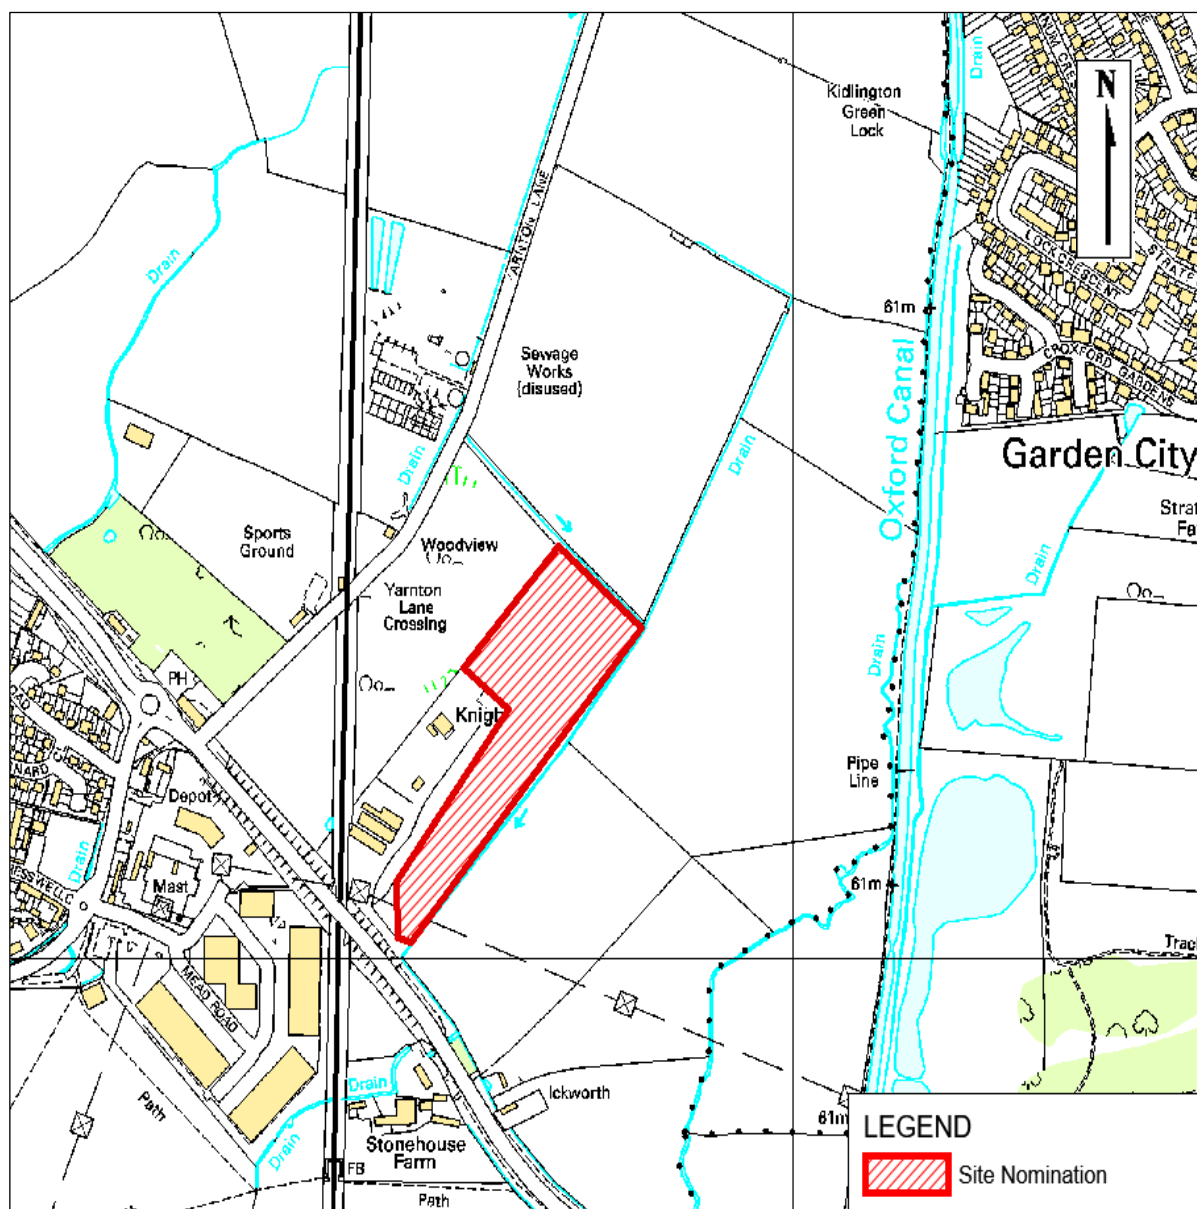 Drain
Kidlington
Green
Lock
N
LOCK CRESCENT
Drain
ARNTON LANE
61m
CROXFORD GARDENS
Sewage
Works
(disused)
Oxford Canal
Drain
Drain
Garden City
Sports
Ground
Woodview
Drain
Yarnton
Lane
Crossing
Drain
PH
Knigh
Pipe
Line
Depot
Drain
Mast
61m
Trac
MEAD ROAD
Path
Drain
Ickworth
Stonehouse
Farm
Drain
FB
Path
61m
LEGEND
Site Nomination